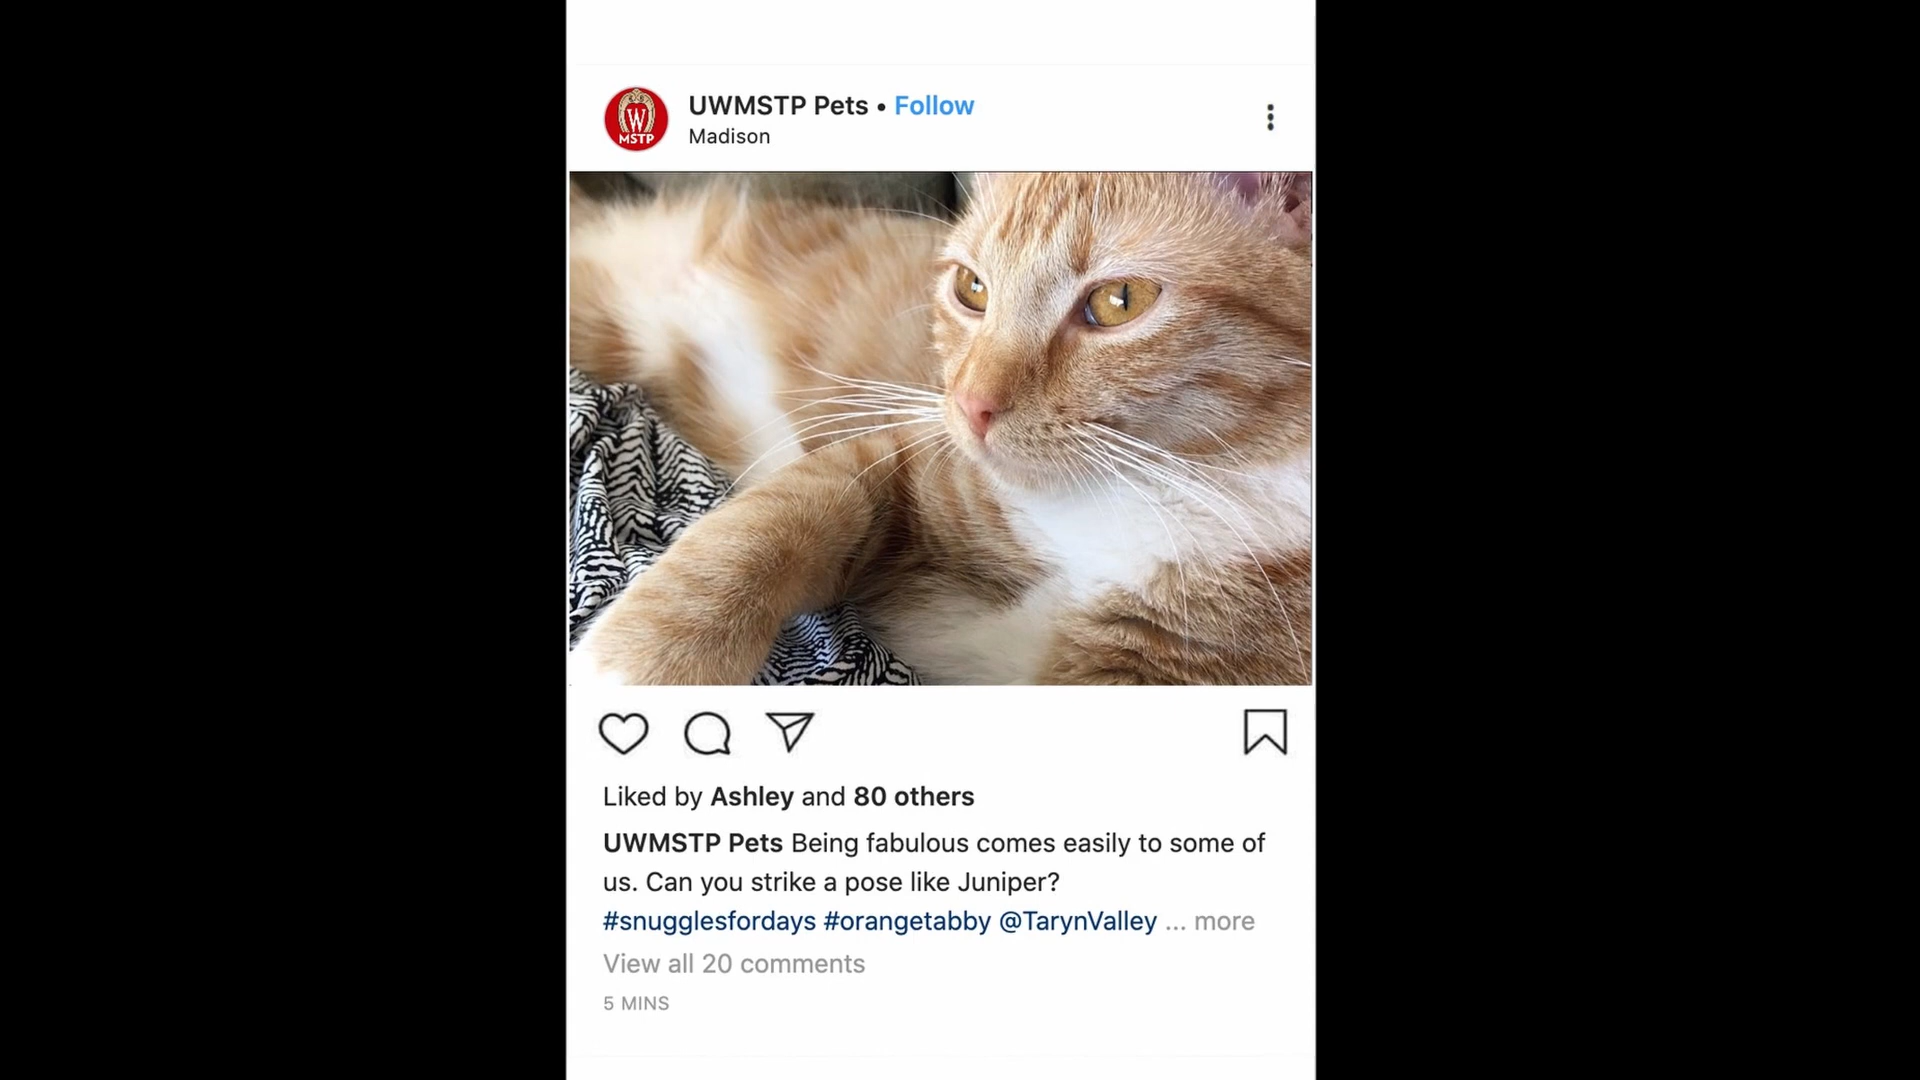 UWMSTP Pets • Follow
Madison
W
MSTP
Liked by Ashley and 80 others
UWMSTP Pets Being fabulous comes easily to some of
us. Can you strike a pose like Juniper?
#snugglesfordays #orangetabby @TarynValley ... more
View all 20 comments
5 MINS